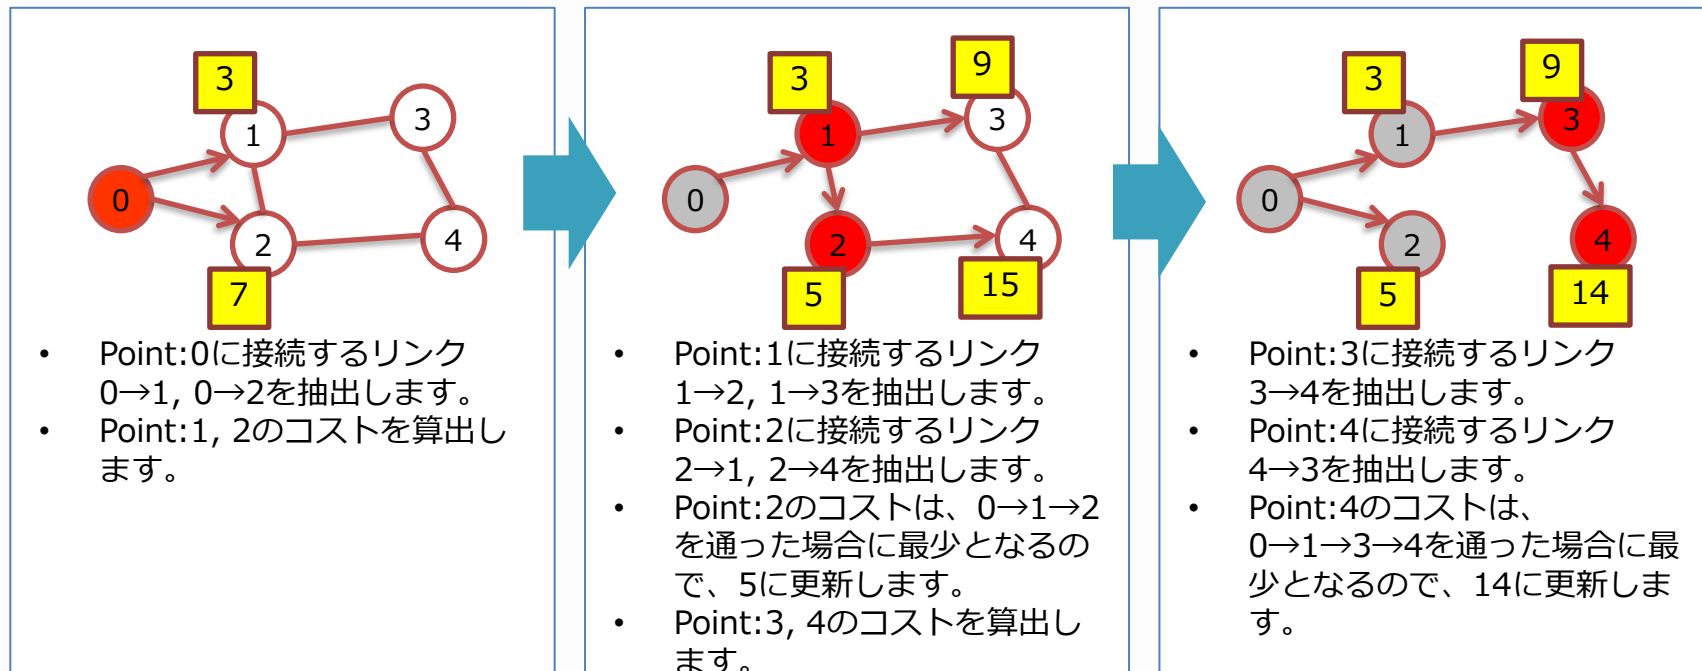 3
1
3
0
2
4
7
• Point:0に接続するリンク
0→1, 0→2を抽出します。
• Point:1, 2のコストを算出し
ます。
3
9
1
3
0
2
4
5
15
• Point:1に接続するリンク
1→2, 1→3を抽出します。
• Point:2に接続するリンク
2→1, 2→4を抽出します。
• Point:2のコストは、0→1→2
を通った場合に最少となるの
で、5に更新します。
• Point:3, 4のコストを算出し
ます。
3
9
1
3
0
2
4
5
14
• Point:3に接続するリンク
3→4を抽出します。
• Point:4に接続するリンク
4→3を抽出します。
• Point:4のコストは、
0→1→3→4を通った場合に最
少となるので、14に更新しま
す。